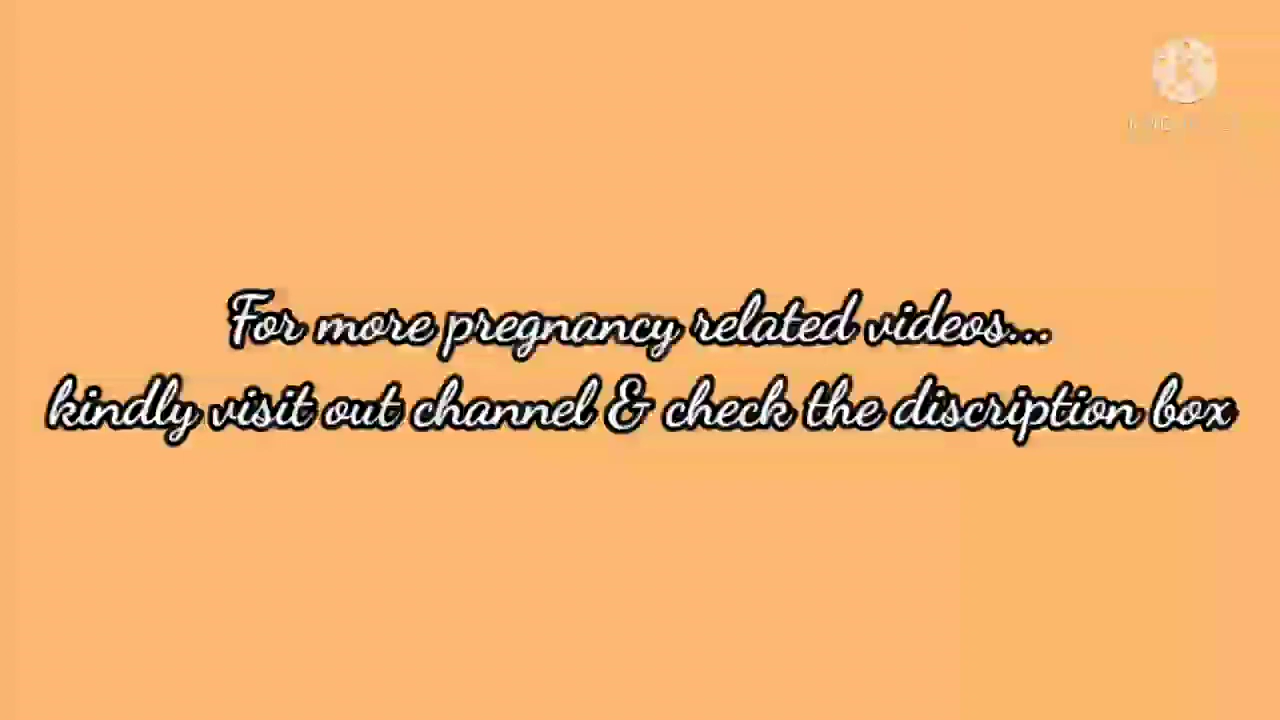 For more pregnancy related videos...
kindly visit out channel & check the discription box